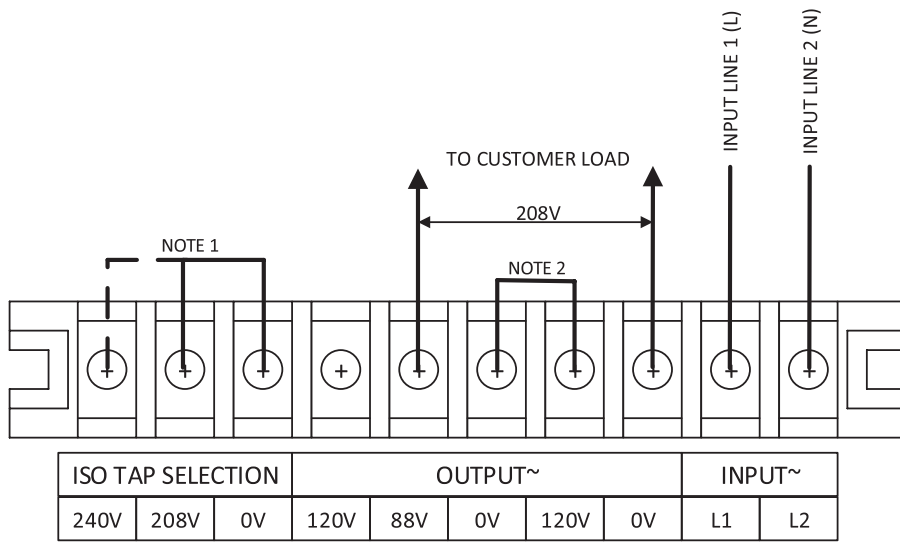 INPUT LINE 1 (L)
INPUT LINE 2 (N)
TO CUSTOMER LOAD
208V
NOTE 1
NOTE 2
ISO TAP SELECTION OUTPUT~ INPUT~
240V 208V 0V 120V 88V 0V 120V 0V L1 L2